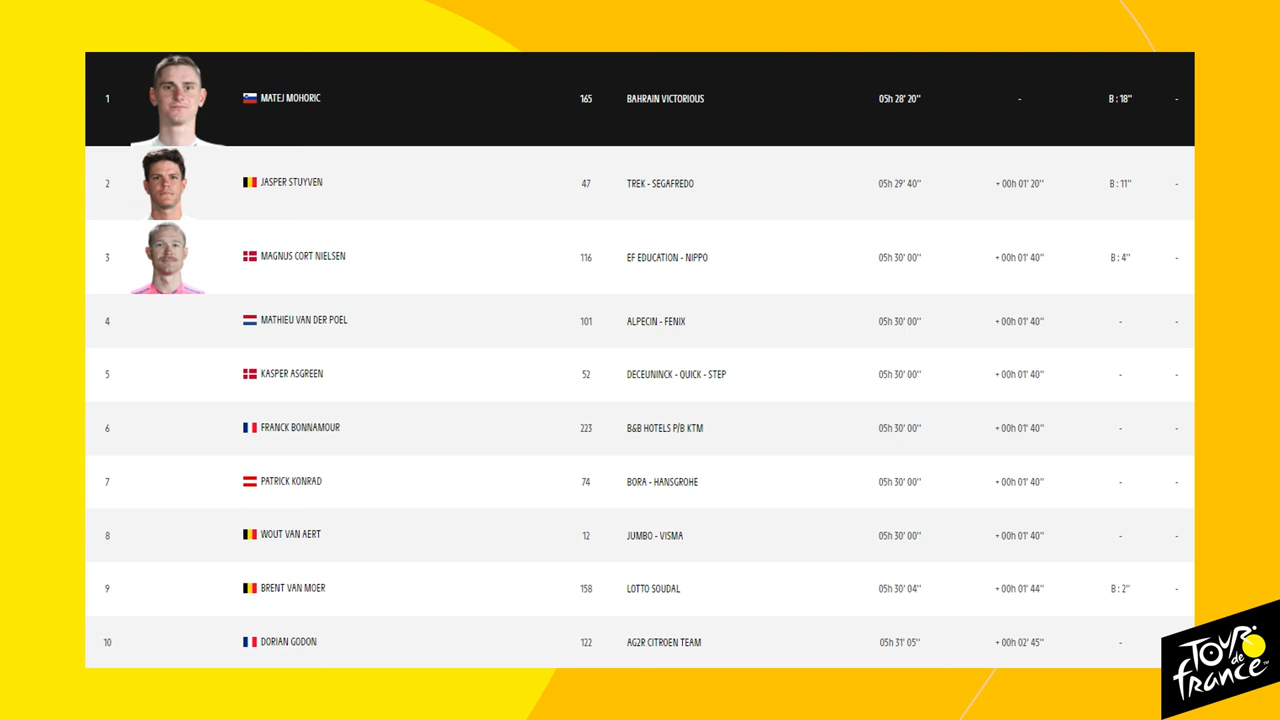 1 MATEJ MOHORIC 165 BAHRAIN VICTORIOUS 05h 28' 20'' - B : 18'' -
2 JASPER STUYVEN 47 TREK - SEGAFREDO 05h 29' 40'' + 00h 01' 20'' B : 11'' -
3 MAGNUS CORT NIELSEN 116 EF EDUCATION - NIPPO 05h 30' 00'' + 00h 01' 40'' B : 4'' -
4 MATHIEU VAN DER POEL 101 ALPECIN - FENIX 05h 30' 00'' + 00h 01' 40'' - -
5 KASPER ASGREEN 52 DECEUNINCK - QUICK - STEP 05h 30' 00'' + 00h 01' 40'' - -
6 FRANCK BONNAMOUR 223 B&B HOTELS P/B KTM 05h 30' 00'' + 00h 01' 40'' - -
7 PATRICK KONRAD 74 BORA - HANSGROHE 05h 30' 00'' + 00h 01' 40'' - -
8 WOUT VAN AERT 12 JUMBO - VISMA 05h 30' 00'' + 00h 01' 40'' - -
9 BRENT VAN MOER 158 LOTTO SOUDAL 05h 30' 04'' + 00h 01' 44'' B : 2'' -
10 DORIAN GODON 122 AG2R CITROEN TEAM 05h 31' 05'' + 00h 02' 45'' -
TOUR
de
france™